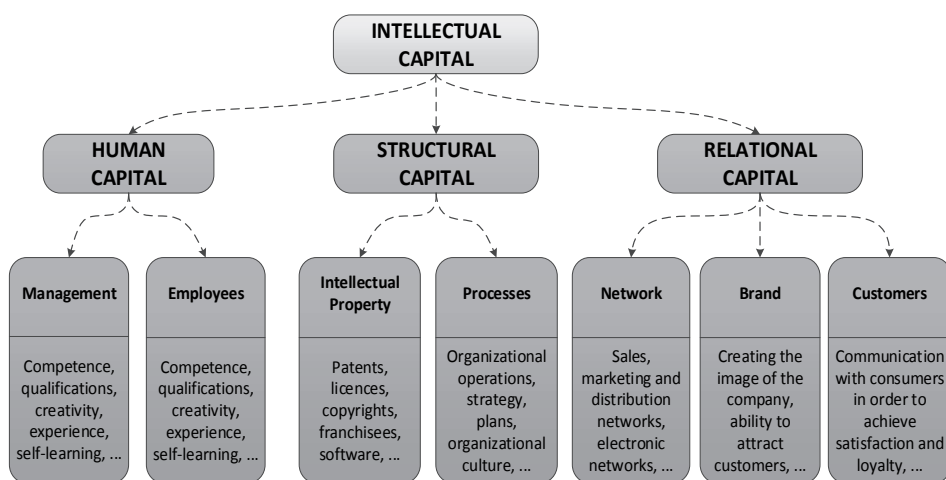 INTELLECTUAL
CAPITAL
HUMAN
CAPITAL
STRUCTURAL
CAPITAL
RELATIONAL
CAPITAL
Management
Competence,
qualifications,
creativity,
experience,
self-learning, ...
Employees
Competence,
qualifications,
creativity,
experience,
self-learning, ...
Intellectual
Property
Patents,
licences,
copyrights,
franchisees,
software, ...
Processes
Organizational
operations,
strategy,
plans,
organizational
culture, ...
Network
Sales,
marketing and
distribution
networks,
electronic
networks, ...
Brand
Creating the
image of the
company,
ability to
attract
customers, ...
Customers
Communication
with consumers
in order to
achieve
satisfaction and
loyalty, ...